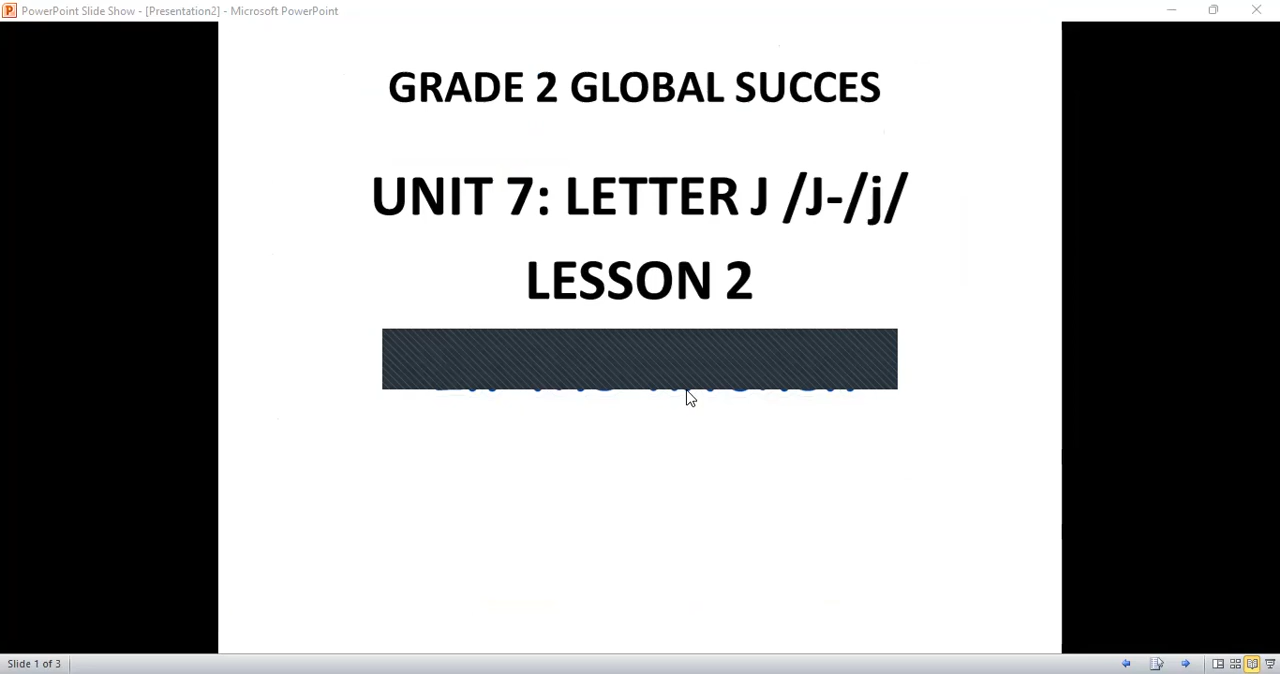 PowerPoint Slide Show - [Presentation2] - Microsoft PowerPoint
GRADE 2 GLOBAL SUCCES
UNIT 7: LETTER J /J-/j/
LESSON 2
Slide 1 of 3